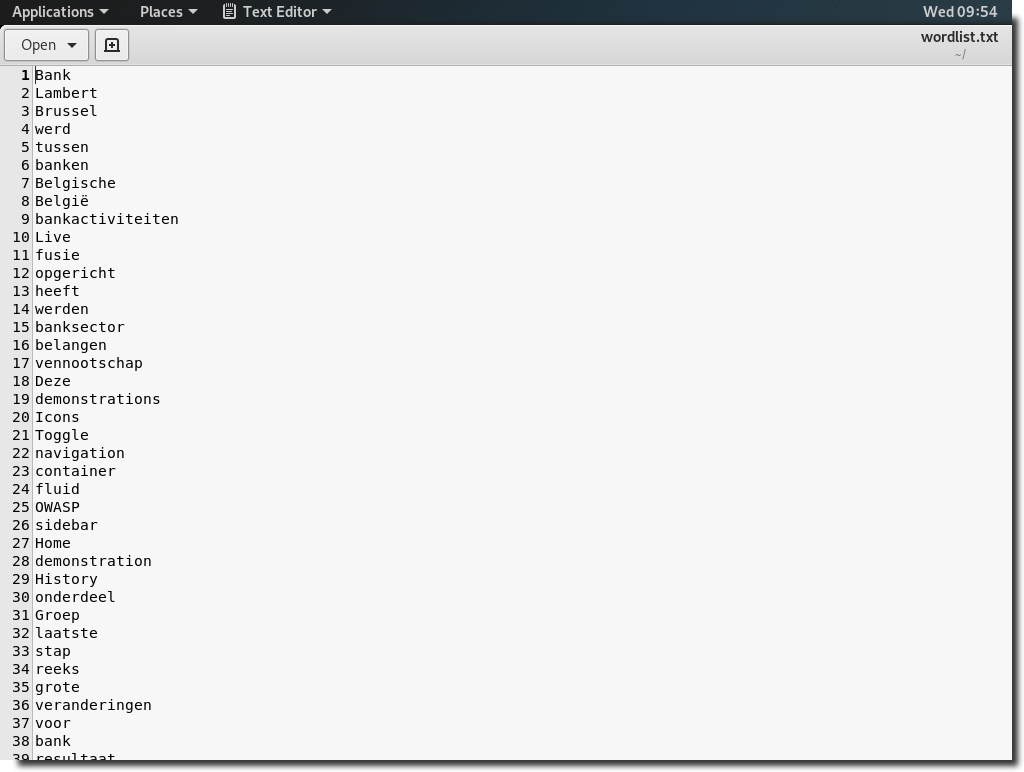 Applications Places Text Editor Wed 09:54
Open wordlist.txt
~/
1 Bank
2 Lambert
3 Brussel
4 werd
5 tussen
6 banken
7 Belgische
8 België
9 bankactiviteiten
10 Live
11 fusie
12 opgericht
13 heeft
14 werden
15 banksector
16 belangen
17 vennootschap
18 Deze
19 demonstrations
20 Icons
21 Toggle
22 navigation
23 container
24 fluid
25 OWASP
26 sidebar
27 Home
28 demonstration
29 History
30 onderdeel
31 Groep
32 laatste
33 stap
34 reeks
35 grote
36 veranderingen
37 voor
38 bank
39 resultaat